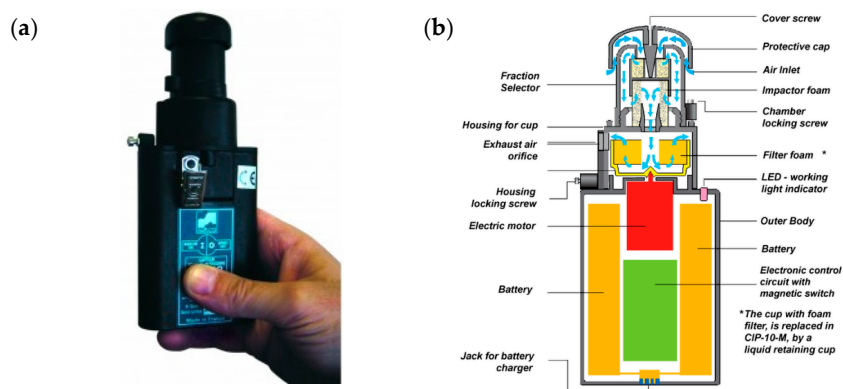 (a)
(b)
Cover screw
Protective cap
Air Inlet
Fraction
Selector
Impactor foam
Chamber
locking screw
Housing for cup
Exhaust air
orifice
Filter foam *
LED - working
light indicator
Housing
locking screw
Electric motor
Outer Body
Battery
Battery
Electronic control
circuit with
magnetic switch
*The cup with foam
filter, is replaced in
CIP-10-M, by a
liquid retaining cup
Jack for battery
charger